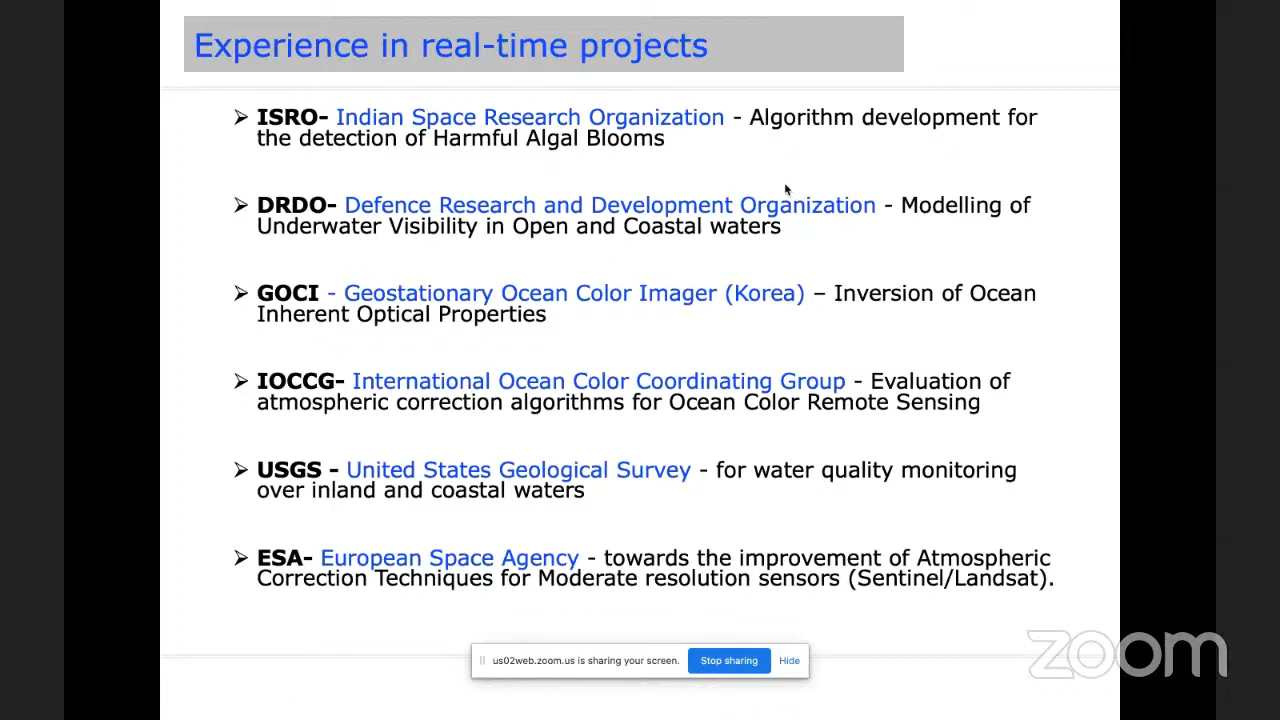 Experience in real-time projects
➢ ISRO- Indian Space Research Organization - Algorithm development for
the detection of Harmful Algal Blooms
➢ DRDO- Defence Research and Development Organization - Modelling of
Underwater Visibility in Open and Coastal waters
➢ GOCI - Geostationary Ocean Color Imager (Korea) – Inversion of Ocean
Inherent Optical Properties
➢ IOCCG- International Ocean Color Coordinating Group - Evaluation of
atmospheric correction algorithms for Ocean Color Remote Sensing
➢ USGS - United States Geological Survey - for water quality monitoring
over inland and coastal waters
➢ ESA- European Space Agency - towards the improvement of Atmospheric
Correction Techniques for Moderate resolution sensors (Sentinel/Landsat).
us02web.zoom.us is sharing your screen. Stop sharing Hide
zoom